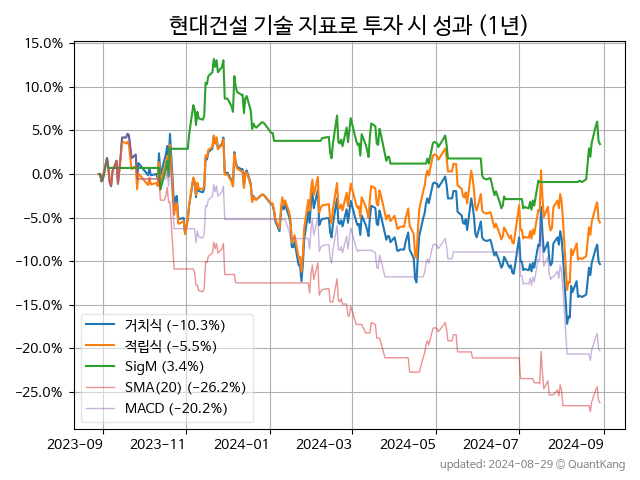 현대건설 기술 지표로 투자 시 성과 (1년)
15.0%
10.0%
5.0%
0.0%
−5.0%
−10.0%
−15.0%
−20.0%
−25.0%
거치식 (−10.3%)
적립식 (−5.5%)
SigM (3.4%)
SMA(20) (−26.2%)
MACD (−20.2%)
2023-09 2023-11 2024-01 2024-03 2024-05 2024-07 2024-09
updated: 2024-08-29 © QuantKang